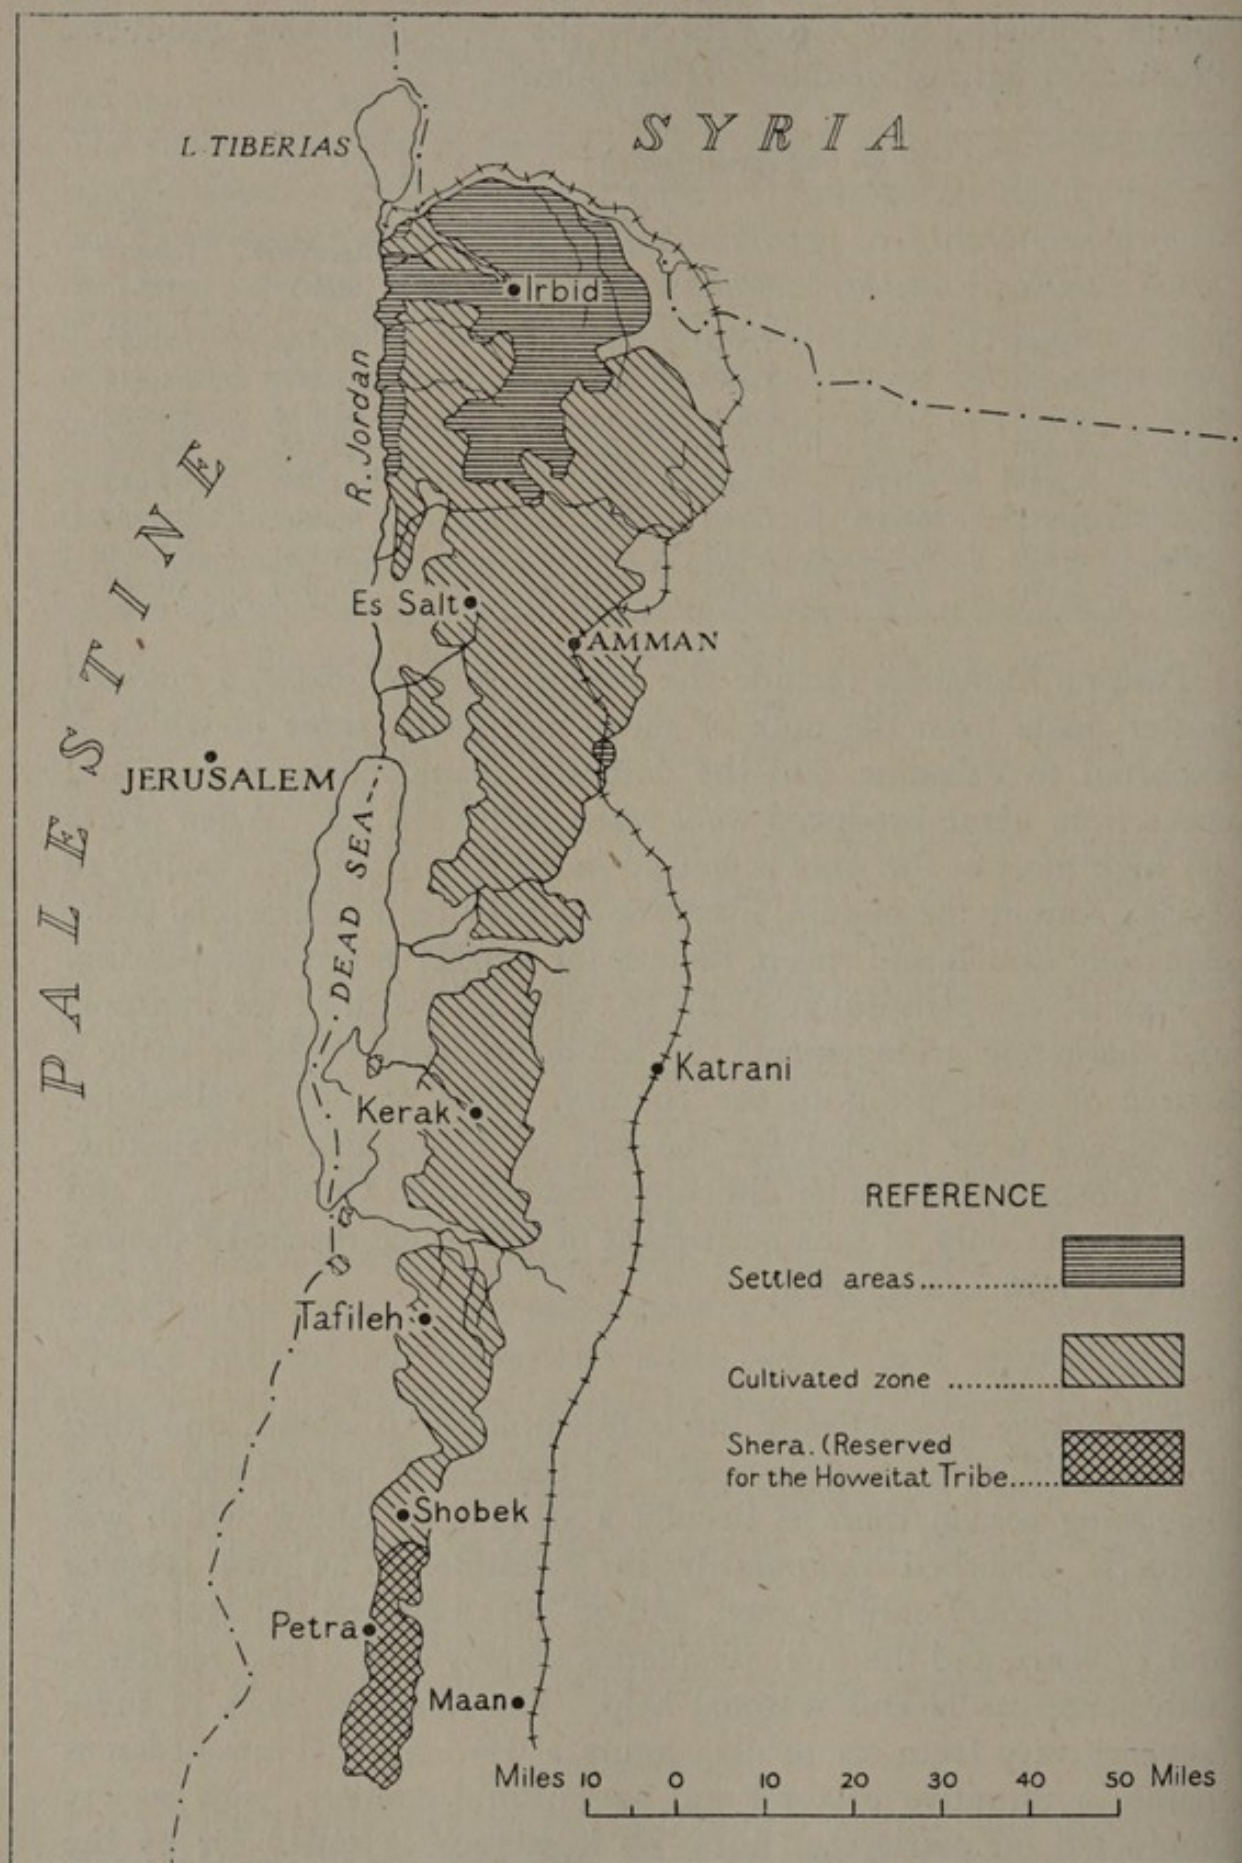 SYRIA
L. TIBERIAS
Irbid
R. Jordan
PALESTINE
Es Salt
AMMAN
JERUSALEM
DEAD SEA
Katrani
Kerak
REFERENCE
Settled areas..............
Tafileh
Cultivated zone ............
Shera. (Reserved
for the Howeitat Tribe......
Shobek
Petra
Maan
Miles 10 0 10 20 30 40 50 Miles